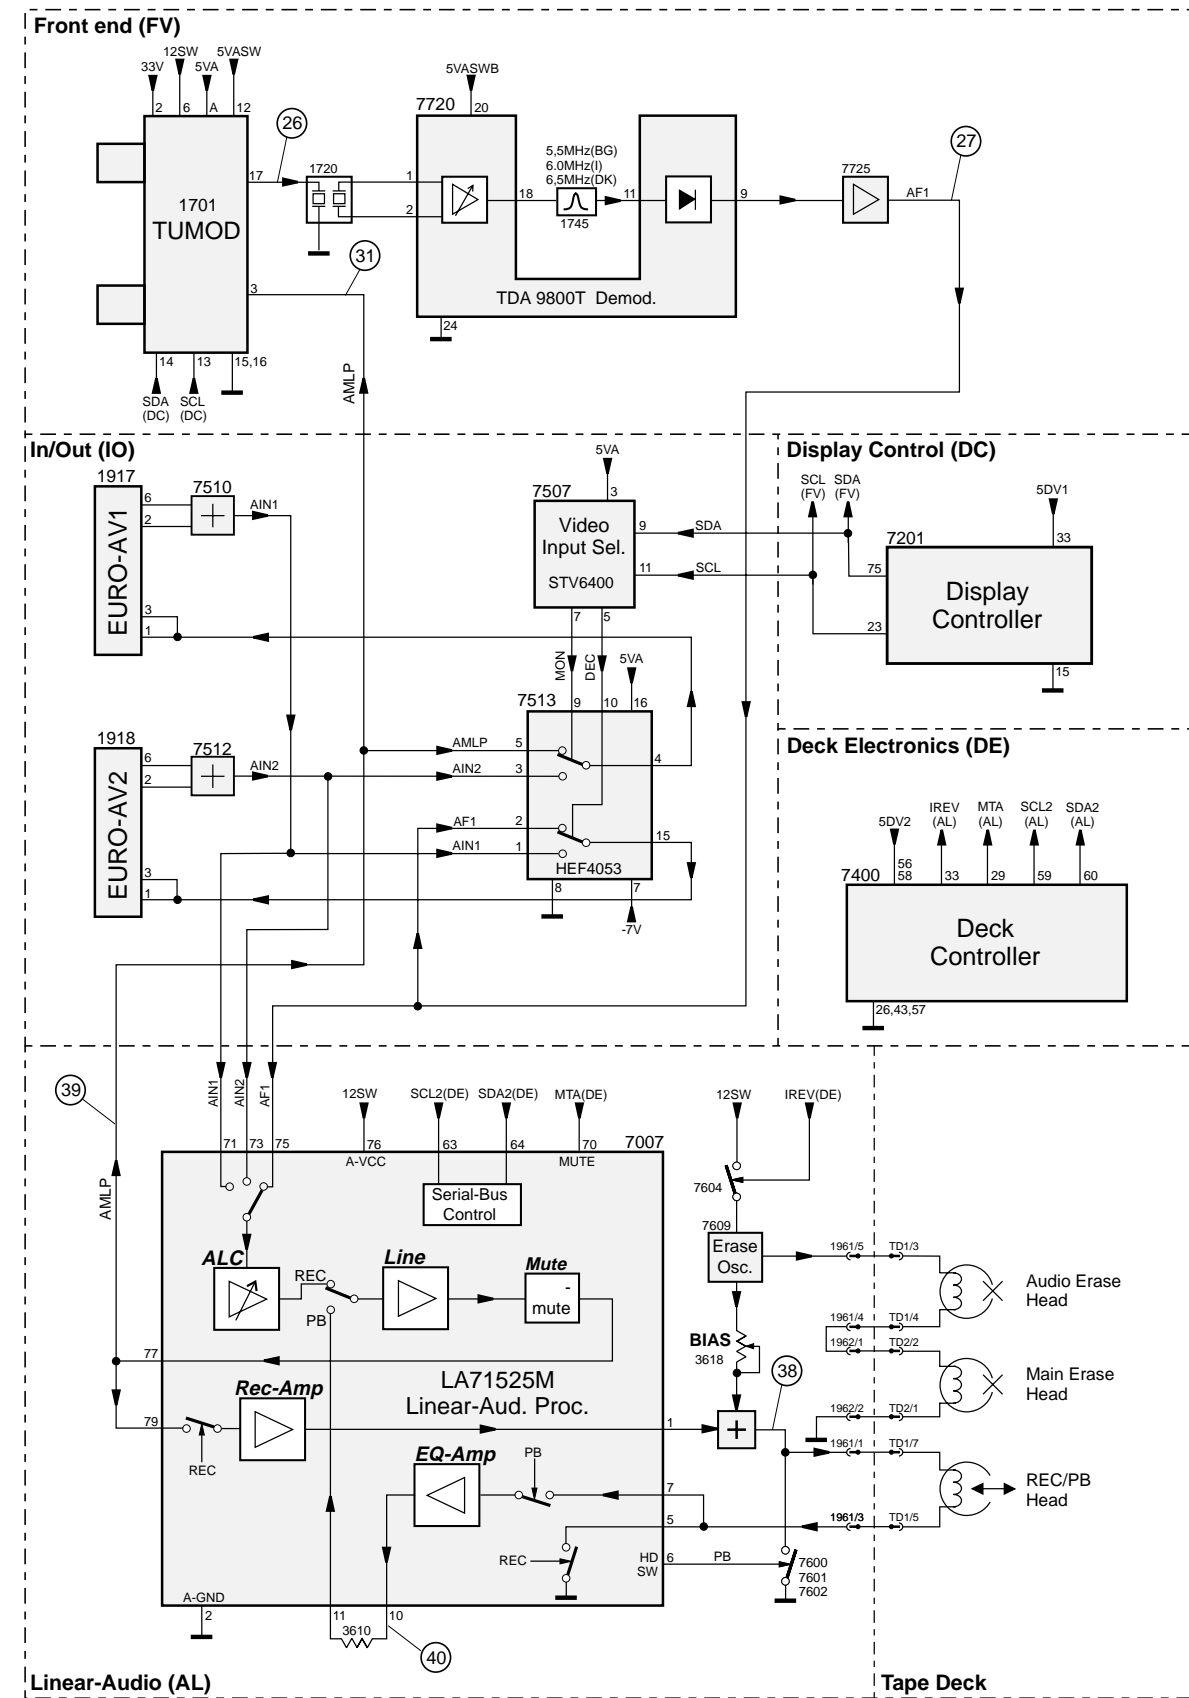 Front end (FV)
12SW 5VASW
33V 5VA
2 6 A 12
1701
TUMOD
17
26
1720
3
31
14 13 15,16
SDA SCL
(DC) (DC)
AMLP
5VASWB
7720 20
1
2
18
5,5MHz(BG)
6.0MHz(I)
6,5MHz(DK)
1745
11
9
TDA 9800T Demod.
24
7725
AF1
27
In/Out (IO)
1917
EURO-AV1
6
2
3
1
7510
AIN1
1918
EURO-AV2
6
2
3
1
7512
AIN2
5VA
7507 3
Video
Input Sel.
STV6400
9 SDA
11 SCL
7 5
MON DEC
5VA
7513 9 10 16
AMLP 5
AIN2 3
4
AF1 2
AIN1 1
15
HEF4053
8 7
-7V
Display Control (DC)
SCL SDA
(FV) (FV)
5DV1
7201 33
75
23
Display
Controller
15
Deck Electronics (DE)
IREV MTA SCL2 SDA2
5DV2 (AL) (AL) (AL) (AL)
56
7400 58 33 29 59 60
Deck
Controller
26,43,57
39
AMLP
AIN1 AIN2 AF1
12SW SCL2(DE) SDA2(DE) MTA(DE)
71 73 75 76 63 64 70 7007
A-VCC MUTE
Serial-Bus
Control
ALC
REC
PB
Line
Mute
-
mute
77
LA71525M
Linear-Aud. Proc.
Rec-Amp
79
REC
1
EQ-Amp
PB
7
5
REC
HD
SW
6 PB
A-GND
2
11 10
3610
40
12SW IREV(DE)
7604
7609
Erase
Osc.
BIAS
3618
38
7600
7601
7602
1961/5 TD1/3
1961/4 TD1/4
1962/1 TD2/2
1962/2 TD2/1
1961/1 TD1/7
1961/3 TD1/5
Audio Erase
Head
Main Erase
Head
REC/PB
Head
Linear-Audio (AL)
Tape Deck